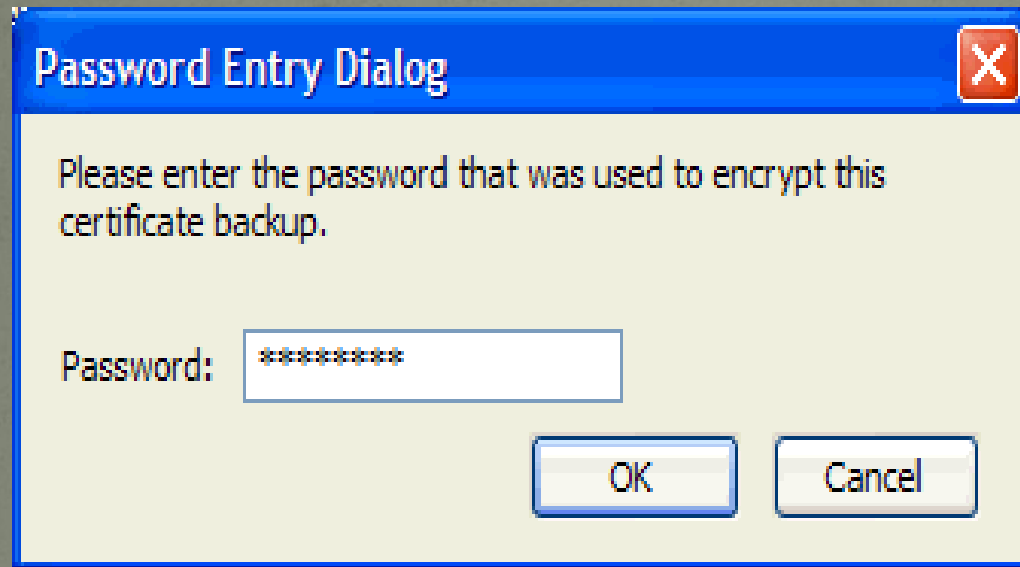 Password Entry Dialog
Please enter the password that was used to encrypt this
certificate backup.
Password: ********
OK Cancel